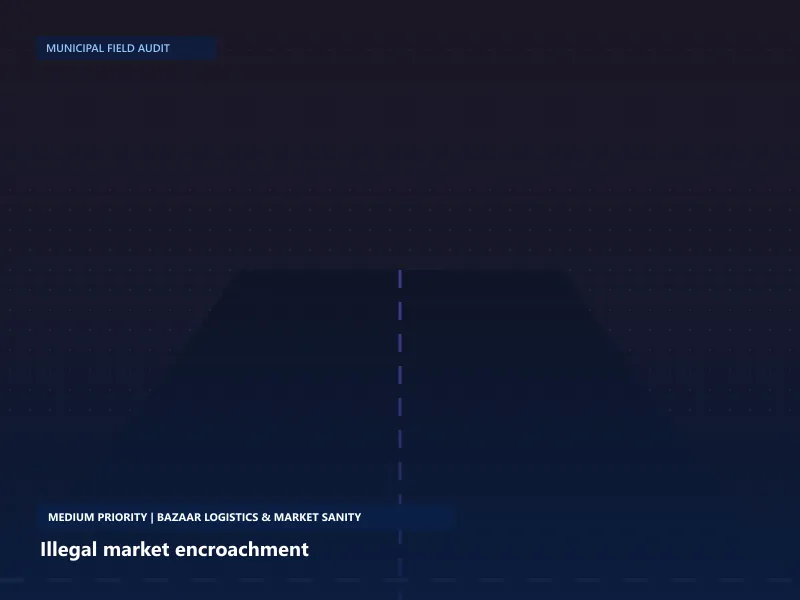 MUNICIPAL FIELD AUDIT
MEDIUM PRIORITY | BAZAAR LOGISTICS & MARKET SANITY
Illegal market encroachment